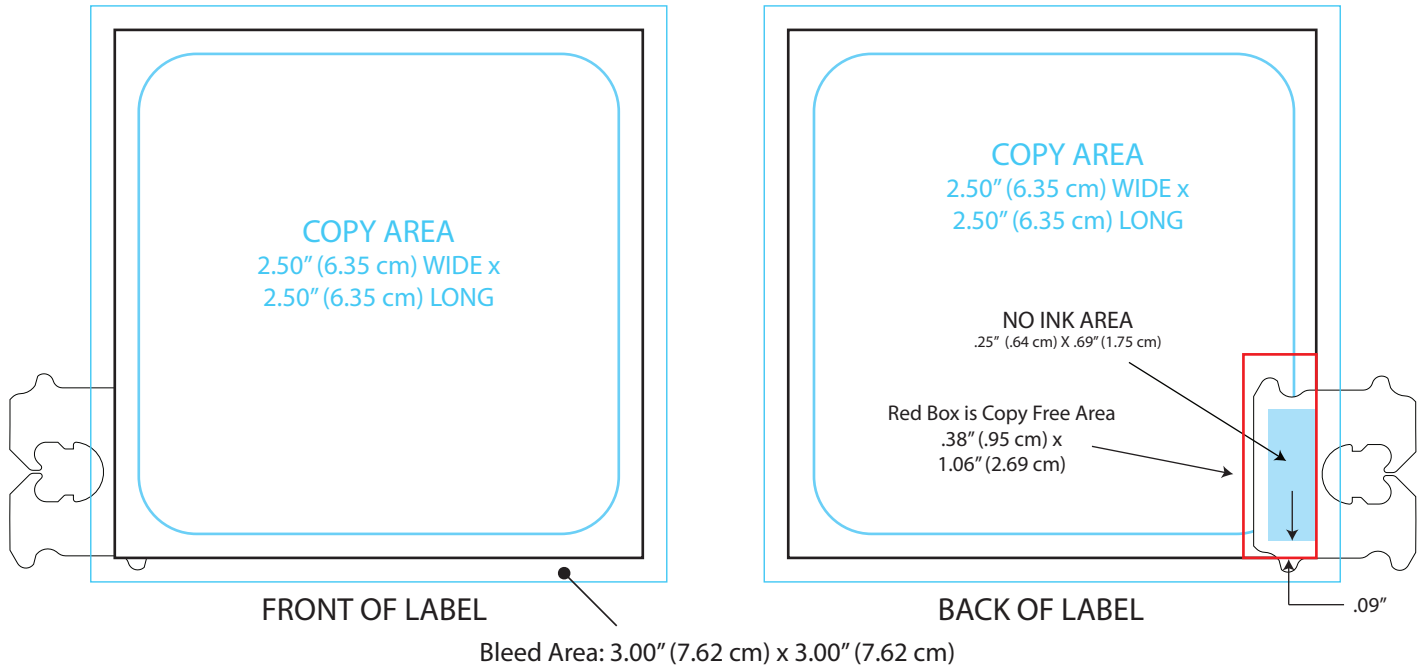 COPY AREA
2.50” (6.35 cm) WIDE x
2.50” (6.35 cm) LONG
FRONT OF LABEL
COPY AREA
2.50” (6.35 cm) WIDE x
2.50” (6.35 cm) LONG
NO INK AREA
.25” (.64 cm) X .69” (1.75 cm)
Red Box is Copy Free Area
.38” (.95 cm) x
1.06” (2.69 cm)
.09”
BACK OF LABEL
Bleed Area: 3.00” (7.62 cm) x 3.00” (7.62 cm)